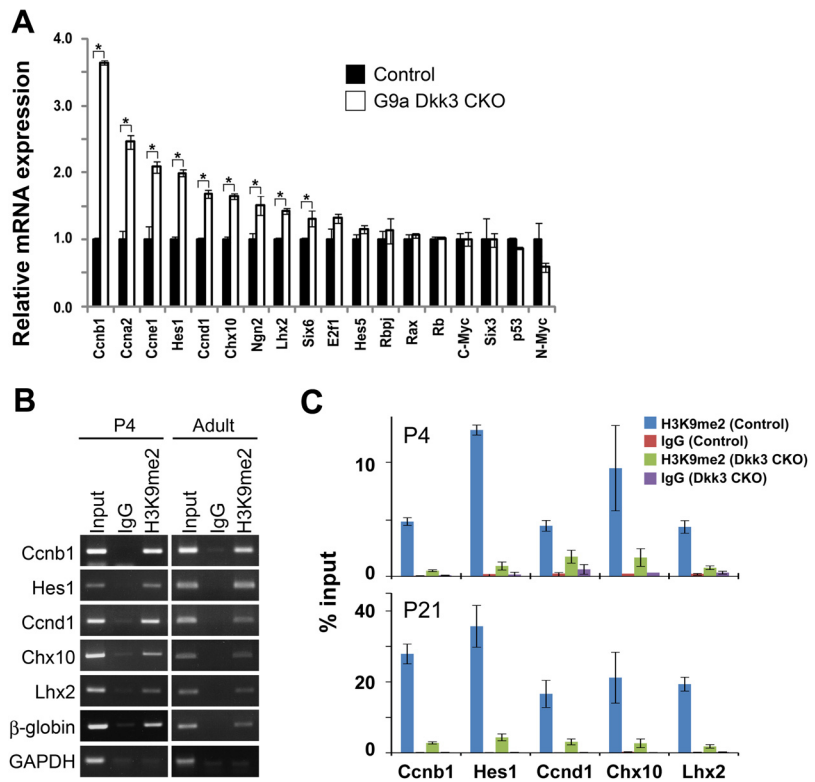 A
Relative mRNA expression
4.0
3.0
2.0
1.0
0.0
* * * * * * * * *
Control
G9a Dkk3 CKO
Ccnb1 Ccna2 Ccne1 Hes1 Ccnd1 Chx10 Ngn2 Lhx2 Six6 E2f1 Hes5 Rbpj Rax Rb C-Myc Six3 p53 N-Myc
B
P4 Adult
Input IgG H3K9me2 Input IgG H3K9me2
Ccnb1
Hes1
Ccnd1
Chx10
Lhx2
β-globin
GAPDH
C
% input
P4
10
0
H3K9me2 (Control)
IgG (Control)
H3K9me2 (Dkk3 CKO)
IgG (Dkk3 CKO)
P21
40
20
0
Ccnb1 Hes1 Ccnd1 Chx10 Lhx2